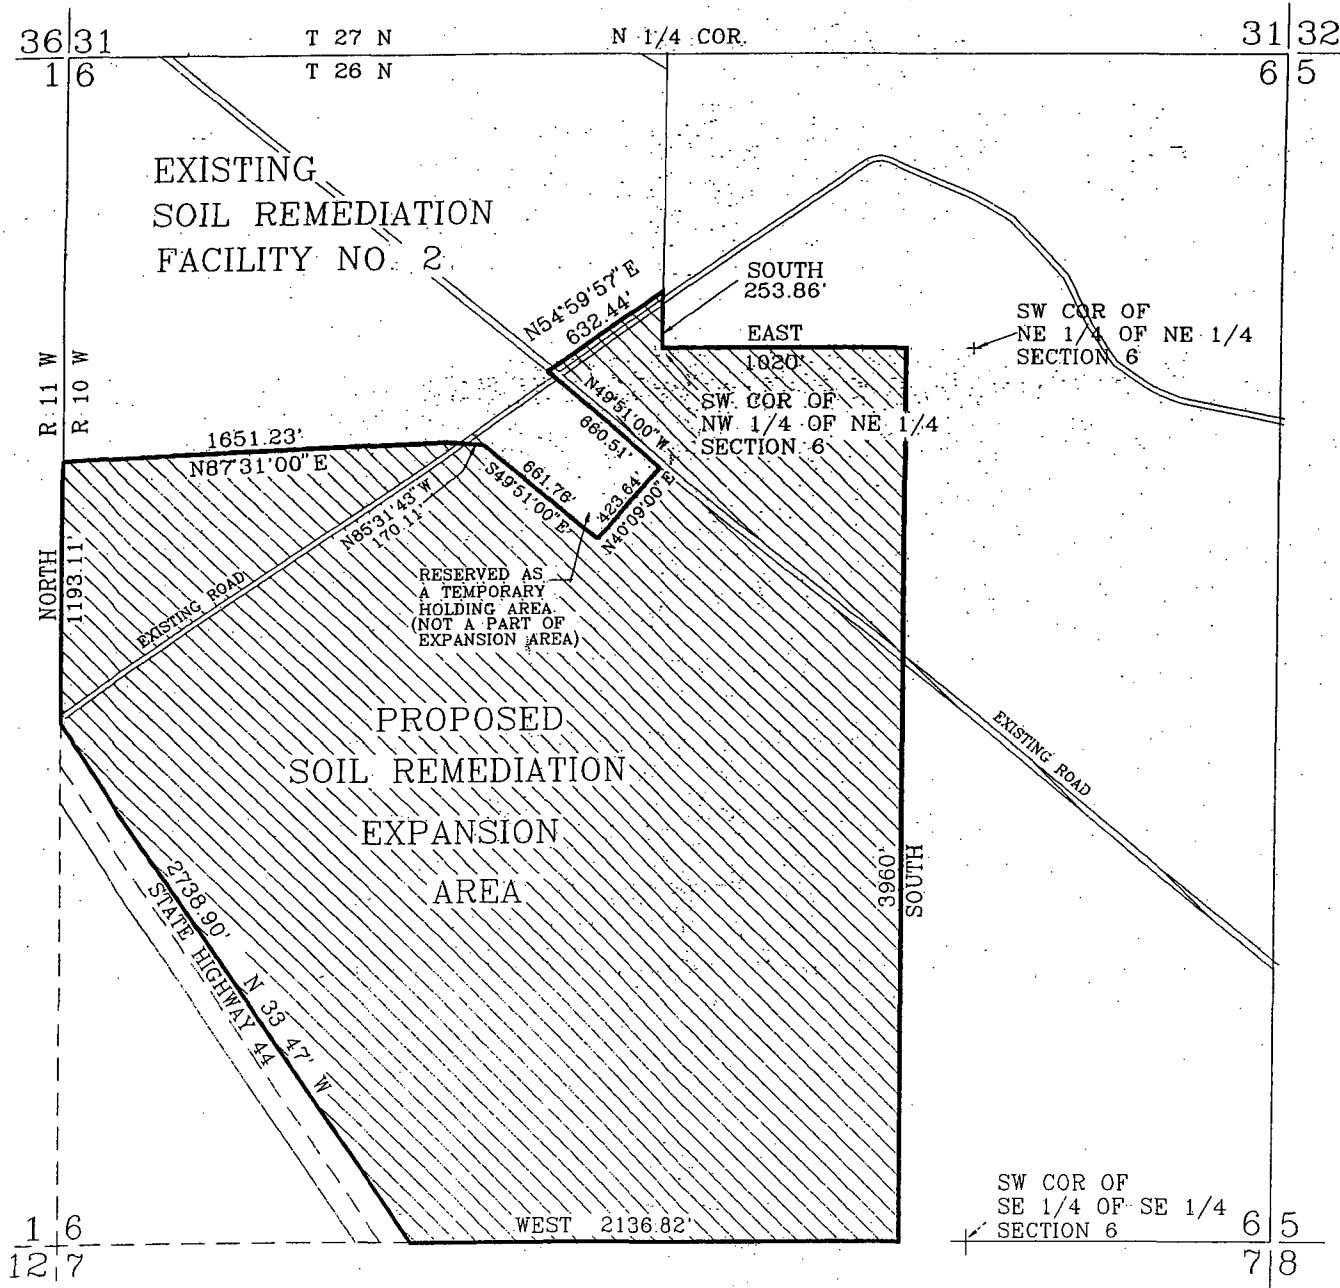 36 31
T 27 N
N 1/4 COR.
31 32
1 6
T 26 N
6 5
EXISTING
SOIL REMEDIATION
FACILITY NO. 2
N54°59'57"E
632.44'
SOUTH
253.86'
EAST
1020'
SW COR OF
NE 1/4 OF NE 1/4
SECTION 6
R 11 W
R 10 W
N49°51'00"W
660.51'
SW COR OF
NW 1/4 OF NE 1/4
SECTION 6
1651.23'
N87°31'00"E
N85°31'43"W
170.11'
661.76'
S49°51'00"E
423.64'
N40°09'00"E
NORTH
1193.11'
EXISTING ROAD
RESERVED AS
A TEMPORARY
HOLDING AREA
(NOT A PART OF
EXPANSION AREA)
PROPOSED
SOIL REMEDIATION
EXPANSION
AREA
EXISTING ROAD
3960'
SOUTH
2738.90'
STATE HIGHWAY 44
N 33 47' W
WEST 2136.82'
SW COR OF
SE 1/4 OF SE 1/4
SECTION 6
1 6
12 7
6 5
7 8